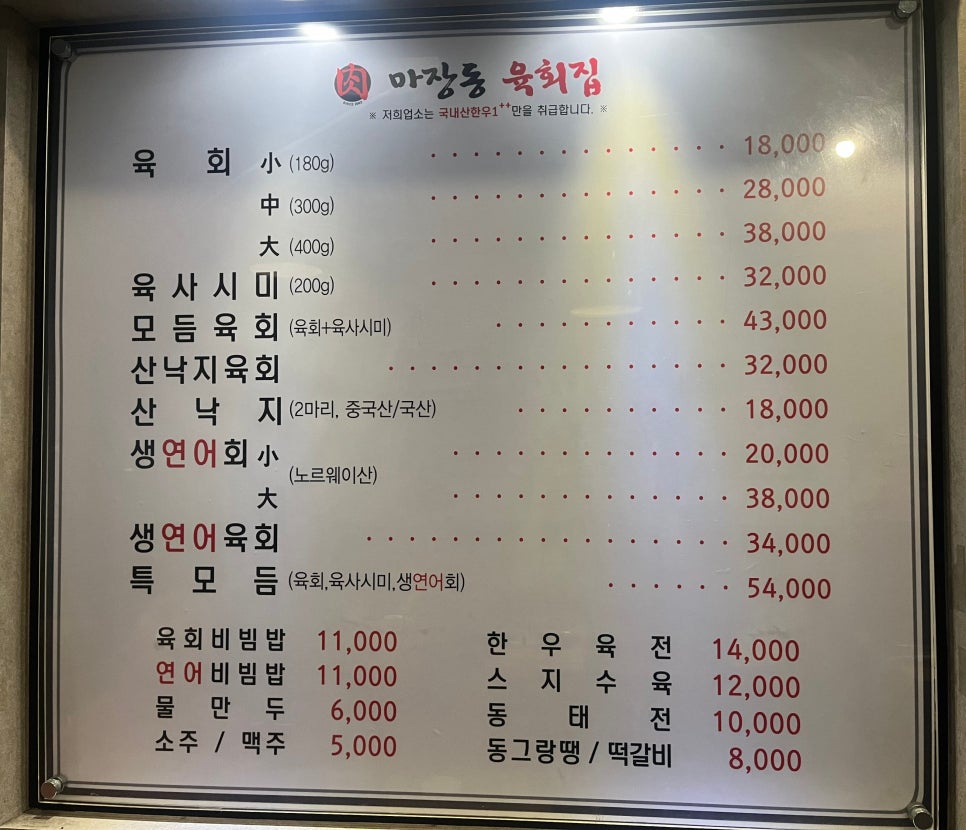 肉 마장동 육회집
※ 저희업소는 국내산한우1++만을 취급합니다. ※
육 회 小 (180g) 18,000
中 (300g) 28,000
大 (400g) 38,000
육사시미 (200g) 32,000
모듬육회 (육회+육사시미) 43,000
산낙지육회 32,000
산 낙 지 (2마리, 중국산/국산) 18,000
생연어회 小 20,000
(노르웨이산)
大 38,000
생연어육회 34,000
특 모 듬 (육회,육사시미,생연어회) 54,000
육회비빔밥 11,000
연어비빔밥 11,000
물 만 두 6,000
소주 / 맥주 5,000
한 우 육 전 14,000
스 지 수 육 12,000
동 태 전 10,000
동그랑땡 / 떡갈비 8,000